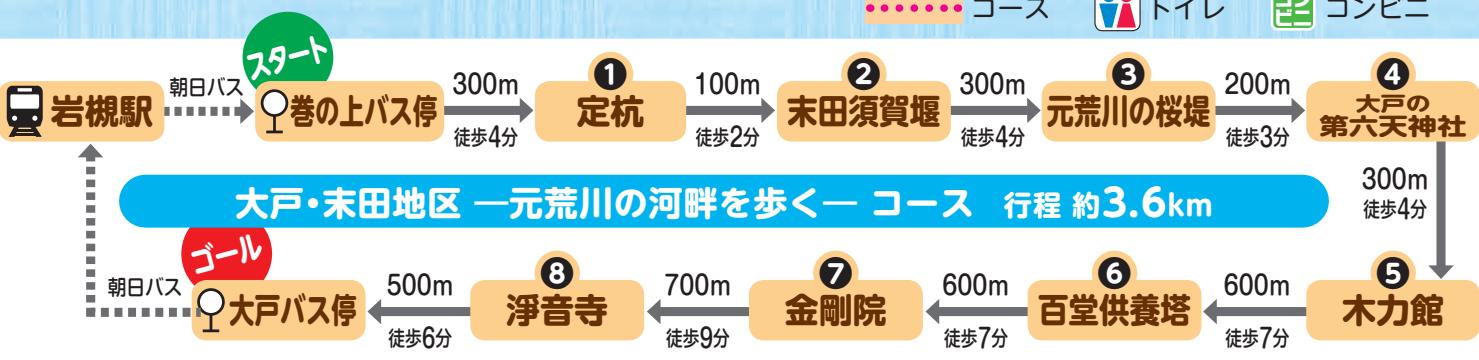 コース トイレ コンビニ コンビニ
スタート
岩槻駅 朝日バス 巻の上バス停 300m 徒歩4分 ❶ 定杭 100m 徒歩2分 ❷ 末田須賀堰 300m 徒歩4分 ❸ 元荒川の桜堤 200m 徒歩3分 ❹ 大戸の
第六天神社
300m
徒歩4分
大戸・末田地区 ―元荒川の河畔を歩く― コース 行程 約3.6km
❺ 木力館 600m 徒歩7分 ❻ 百堂供養塔 600m 徒歩7分 ❼ 金剛院 700m 徒歩9分 ❽ 淨音寺 500m 徒歩6分 大戸バス停
ゴール
朝日バス